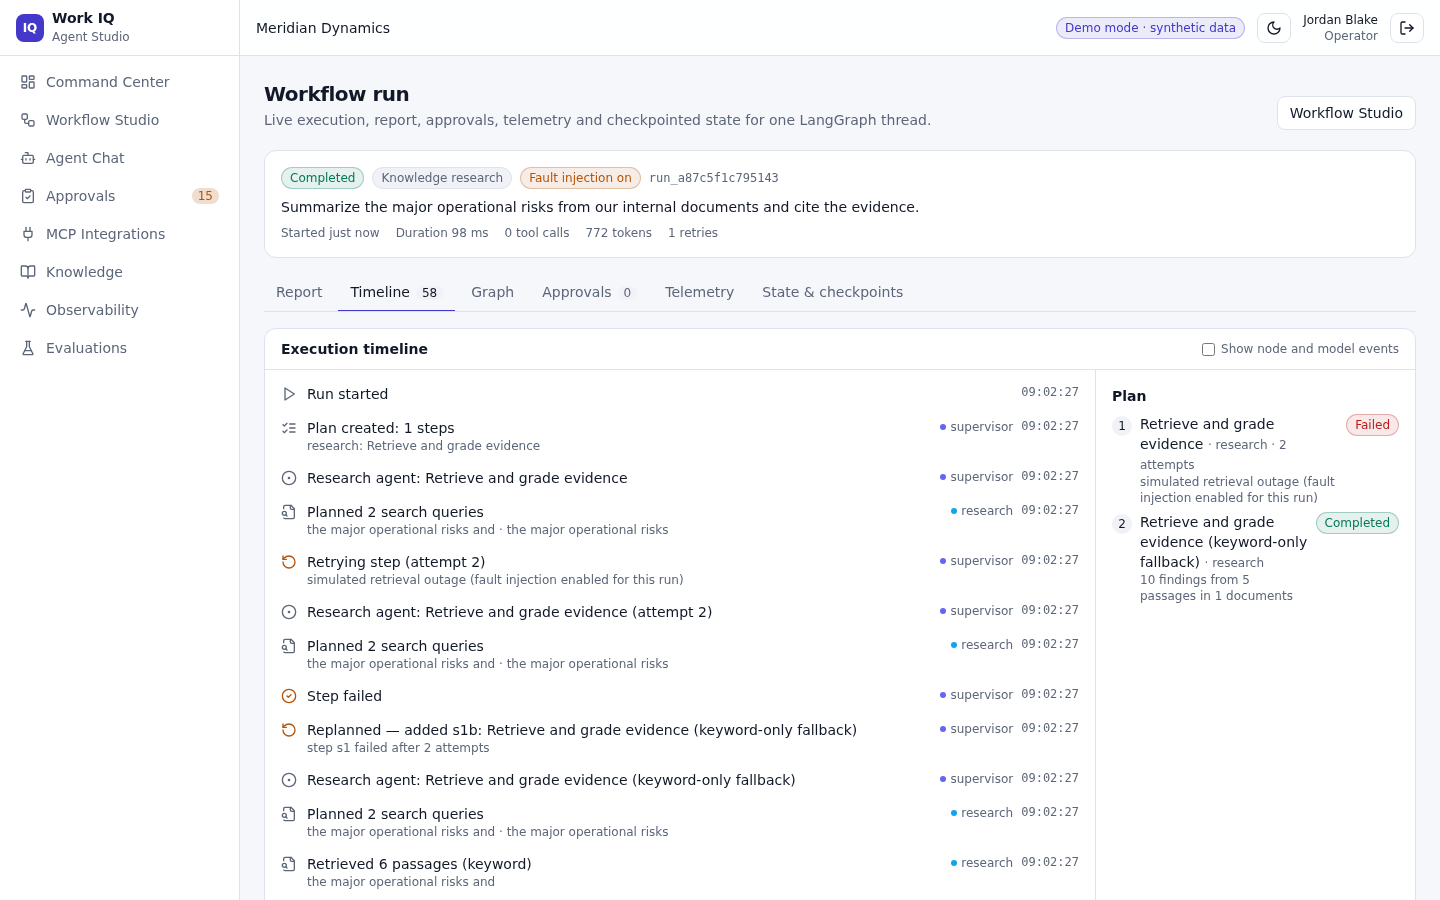 IQ
Work IQ
Agent Studio
Meridian Dynamics
Demo mode · synthetic data
Jordan Blake
Operator
Command Center
Workflow Studio
Agent Chat
Approvals 15
MCP Integrations
Knowledge
Observability
Evaluations
Workflow run
Live execution, report, approvals, telemetry and checkpointed state for one LangGraph thread.
Workflow Studio
Completed Knowledge research Fault injection on run_a87c5f1c795143
Summarize the major operational risks from our internal documents and cite the evidence.
Started just now Duration 98 ms 0 tool calls 772 tokens 1 retries
Report Timeline 58 Graph Approvals 0 Telemetry State & checkpoints
Execution timeline
Show node and model events
Run started 09:02:27
Plan created: 1 steps supervisor 09:02:27
research: Retrieve and grade evidence
Research agent: Retrieve and grade evidence supervisor 09:02:27
Planned 2 search queries research 09:02:27
the major operational risks and · the major operational risks
Retrying step (attempt 2) supervisor 09:02:27
simulated retrieval outage (fault injection enabled for this run)
Research agent: Retrieve and grade evidence (attempt 2) supervisor 09:02:27
Planned 2 search queries research 09:02:27
the major operational risks and · the major operational risks
Step failed supervisor 09:02:27
Replanned — added s1b: Retrieve and grade evidence (keyword-only fallback) supervisor 09:02:27
step s1 failed after 2 attempts
Research agent: Retrieve and grade evidence (keyword-only fallback) supervisor 09:02:27
Planned 2 search queries research 09:02:27
the major operational risks and · the major operational risks
Retrieved 6 passages (keyword) research 09:02:27
the major operational risks and
Plan
1 Retrieve and grade Failed
evidence · research · 2
attempts
simulated retrieval outage (fault
injection enabled for this run)
2 Retrieve and grade Completed
evidence (keyword-only
fallback) · research
10 findings from 5
passages in 1 documents